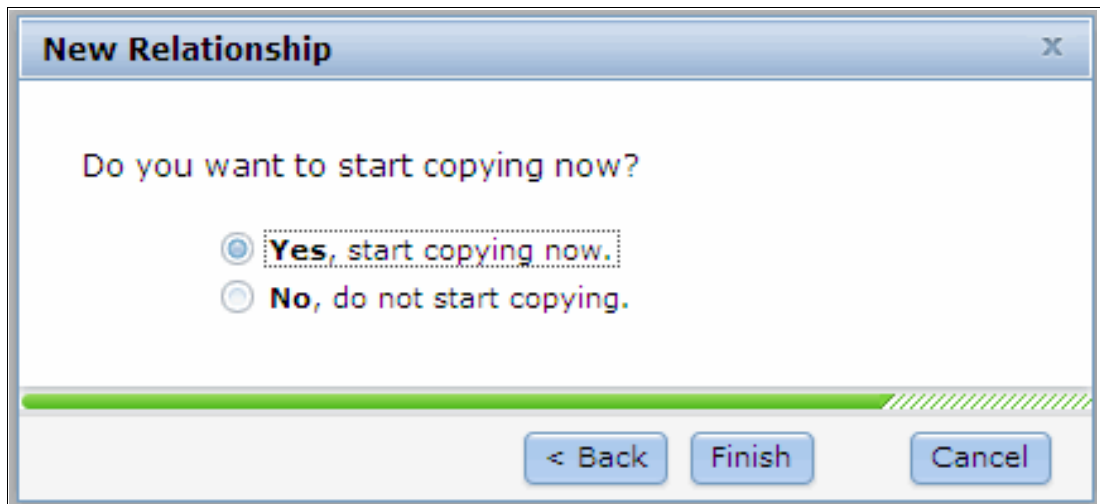 New Relationship x
Do you want to start copying now?
Yes, start copying now.
No, do not start copying.
< Back Finish Cancel